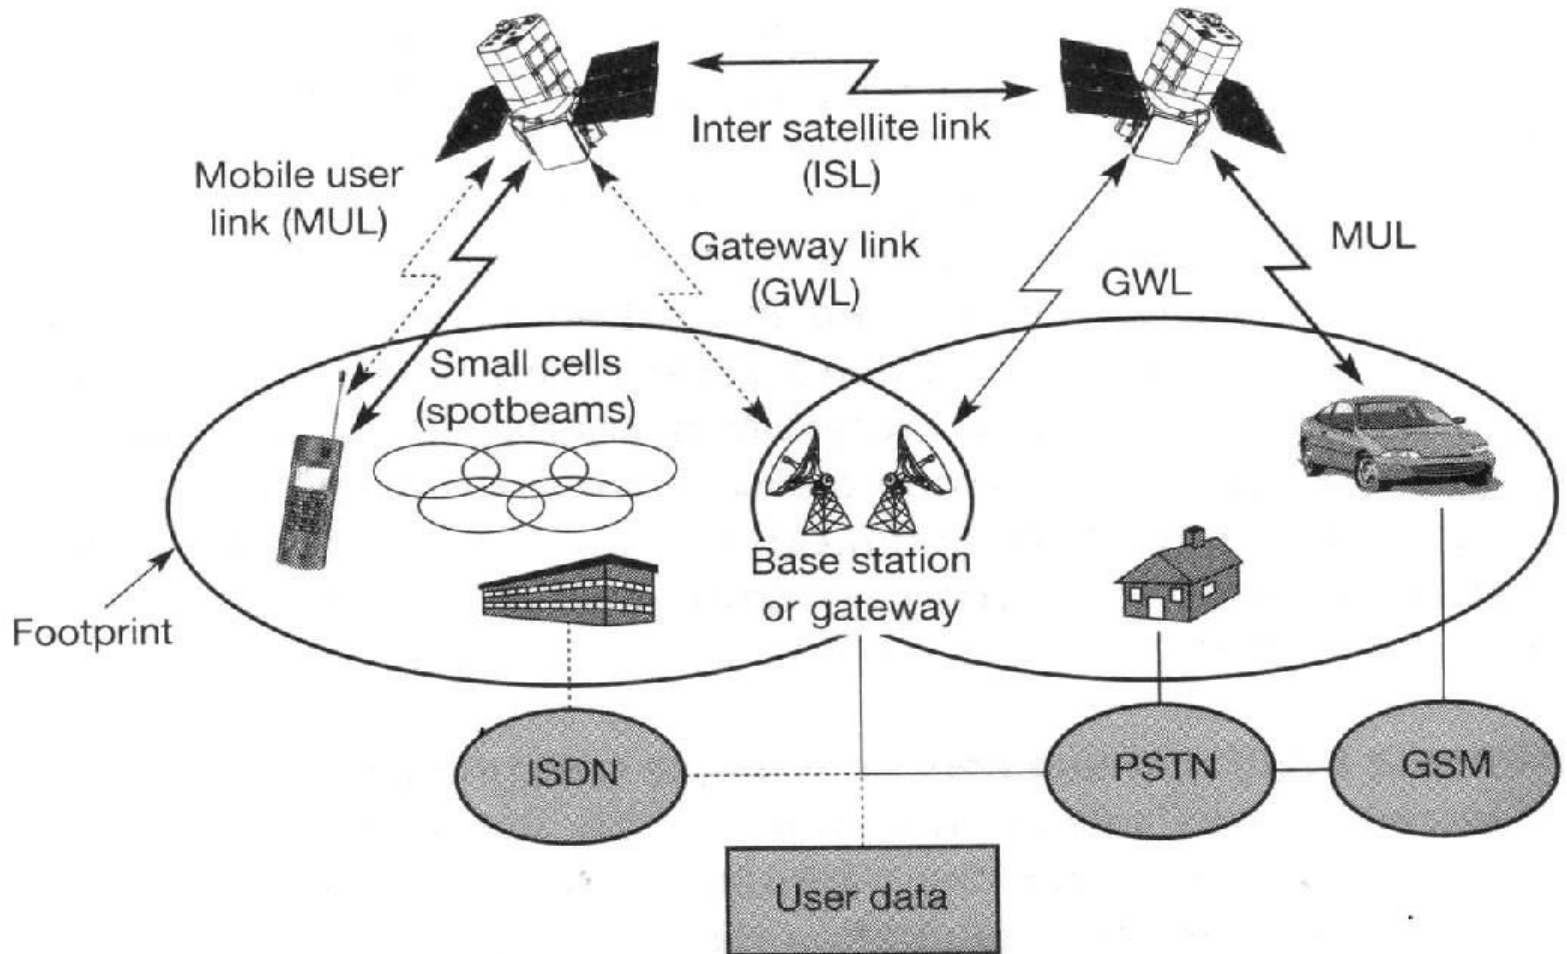 Inter satellite link
(ISL)
Mobile user
link (MUL)
Gateway link
(GWL)
MUL
GWL
Small cells
(spotbeams)
Base station
or gateway
Footprint
ISDN
PSTN
GSM
User data